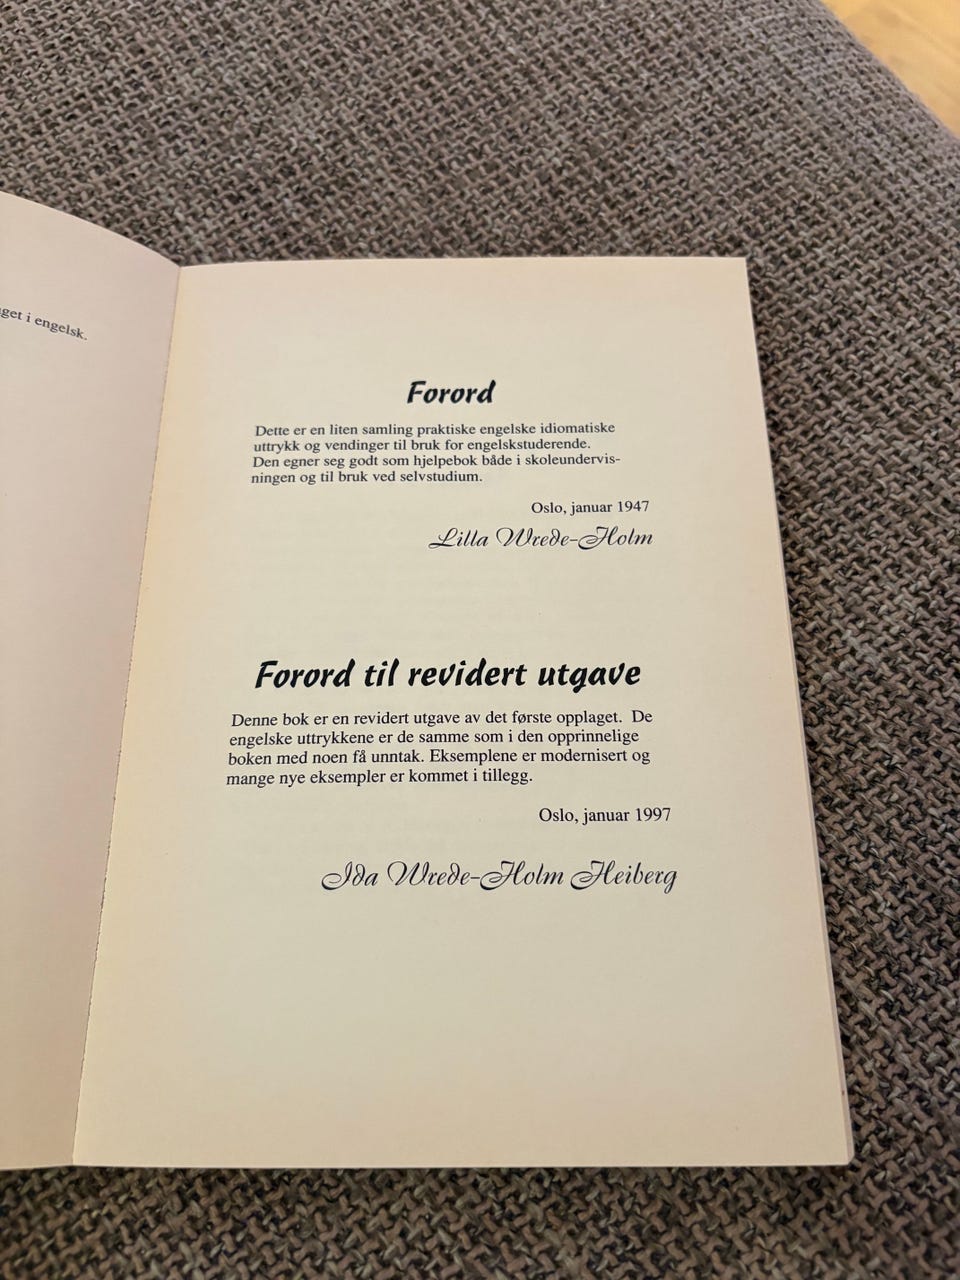 i engelsk.
Forord
Dette er en liten samling praktiske engelske idiomatiske
uttrykk og vendinger til bruk for engelskstuderende.
Den egner seg godt som hjelpebok både i skoleundervis-
ningen og til bruk ved selvstudium.
Oslo, januar 1947
Lilla Wrede-Holm
Forord til revidert utgave
Denne bok er en revidert utgave av det første opplaget. De
engelske uttrykkene er de samme som i den opprinnelige
boken med noen få unntak. Eksemplene er modernisert og
mange nye eksempler er kommet i tillegg.
Oslo, januar 1997
Ida Wrede-Holm Heiberg